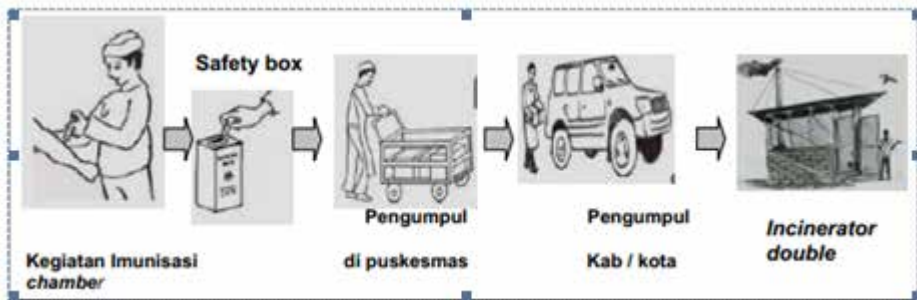 Safety box
Pengumpul
Pengumpul
Incinerator
double
Kegiatan Imunisasi
di puskesmas
Kab / kota
chamber